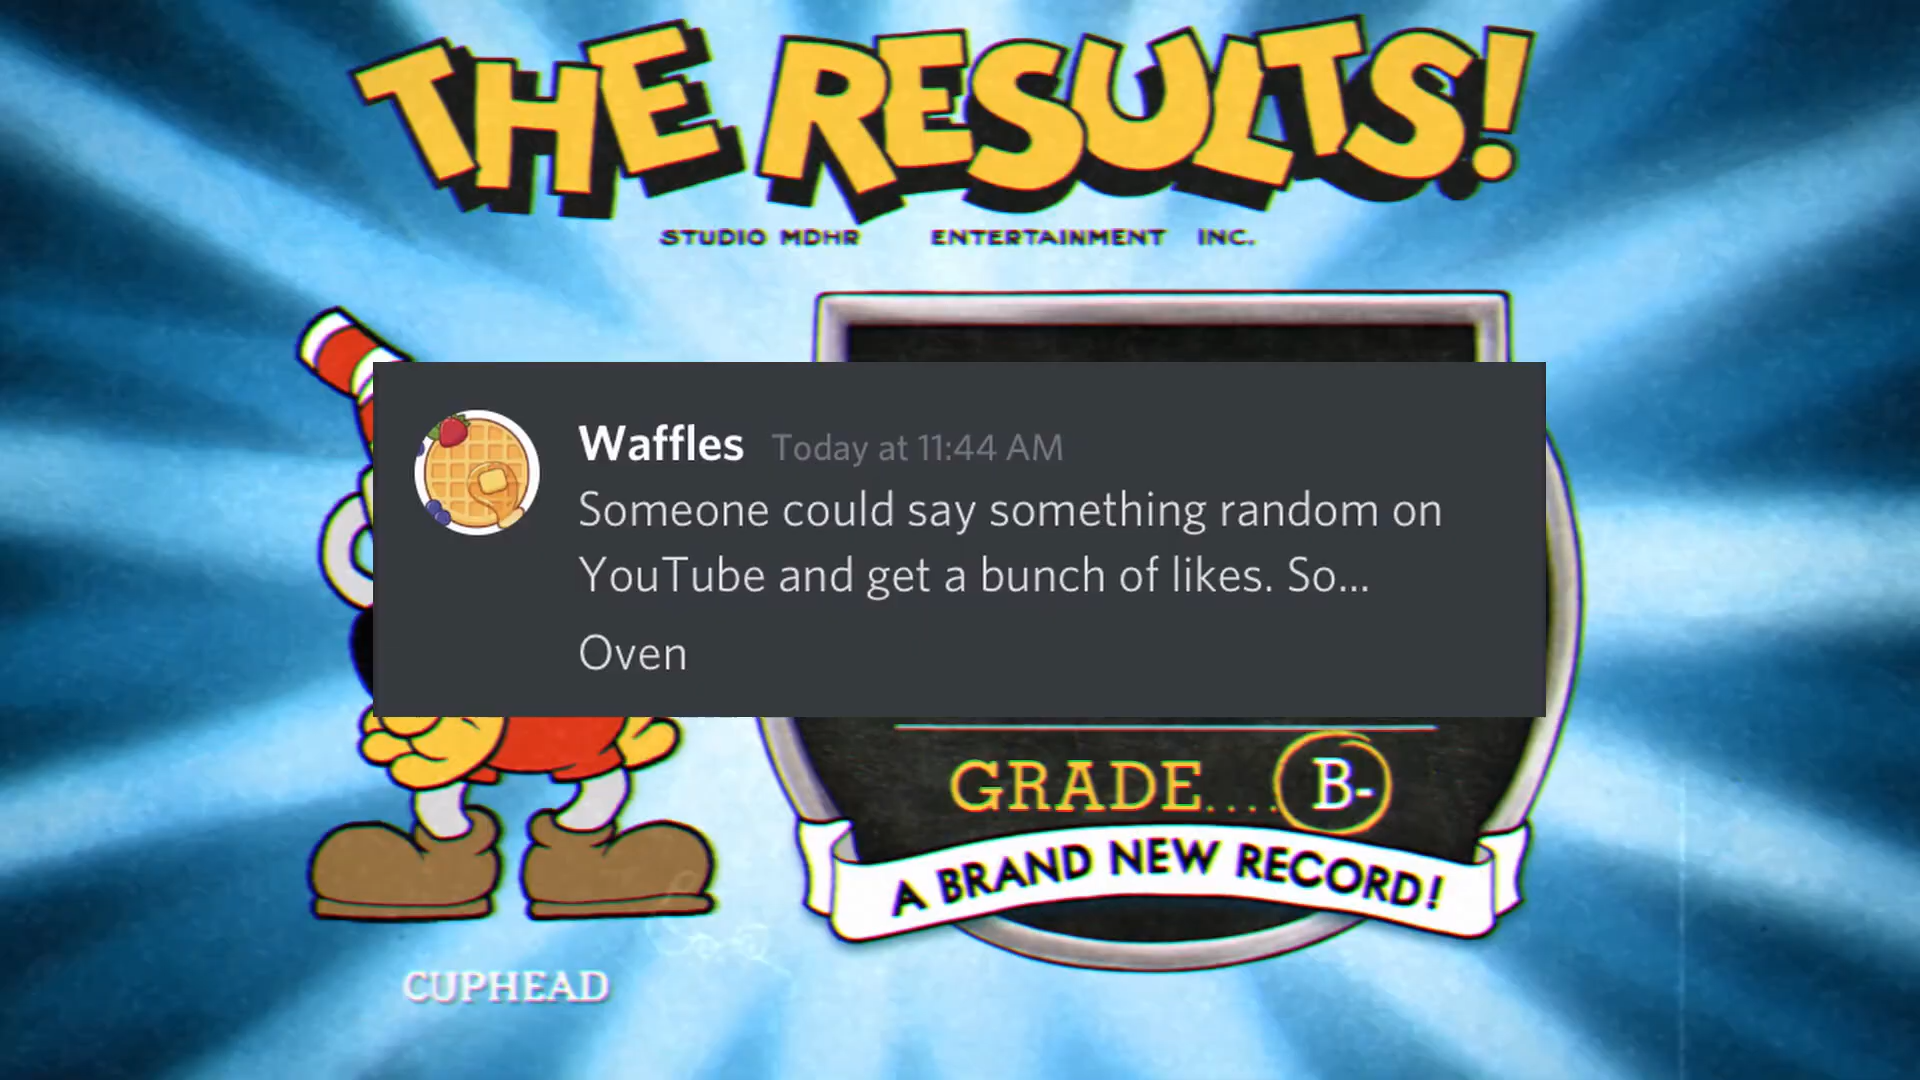 THE RESULTS!
STUDIO MDHR ENTERTAINMENT INC.
Waffles Today at 11:44 AM
Someone could say something random on
YouTube and get a bunch of likes. So...
Oven
GRADE.... B-
A BRAND NEW RECORD!
CUPHEAD